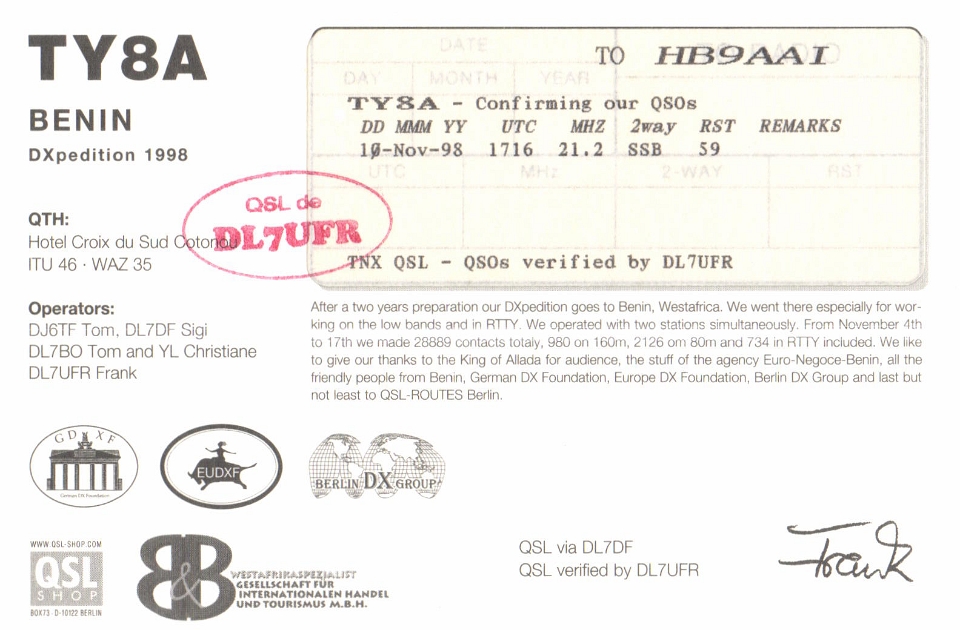 TY8A
BENIN
DXpedition 1998
QTH:
Hotel Croix du Sud Cotonou
ITU 46 · WAZ 35
Operators:
DJ6TF Tom, DL7DF Sigi
DL7BO Tom and YL Christiane
DL7UFR Frank
QSL de
DL7UFR
DATE
TO HB9AAI
DAY MONTH YEAR
TY8A - Confirming our QSOs
DD MMM YY UTC MHZ 2way RST REMARKS
10-Nov-98 1716 21.2 SSB 59
UTC MHz 2-WAY RST
TNX QSL - QSOs verified by DL7UFR
After a two years preparation our DXpedition goes to Benin, Westafrica. We went there especially for wor-
king on the low bands and in RTTY. We operated with two stations simultaneously. From November 4th
to 17th we made 28889 contacts totaly, 980 on 160m, 2126 om 80m and 734 in RTTY included. We like
to give our thanks to the King of Allada for audience, the stuff of the agency Euro-Negoce-Benin, all the
friendly people from Benin, German DX Foundation, Europe DX Foundation, Berlin DX Group and last but
not least to QSL-ROUTES Berlin.
GDXF
German DX Foundation
EUDXF
BERLIN DX GROUP
WWW.QSL-SHOP.COM
QSL
SHOP
BOX73·D-10122 BERLIN
B&B
WESTAFRIKASPEZIALIST
GESELLSCHAFT FÜR
INTERNATIONALEN HANDEL
UND TOURISMUS M.B.H.
QSL via DL7DF
QSL verified by DL7UFR
Frank